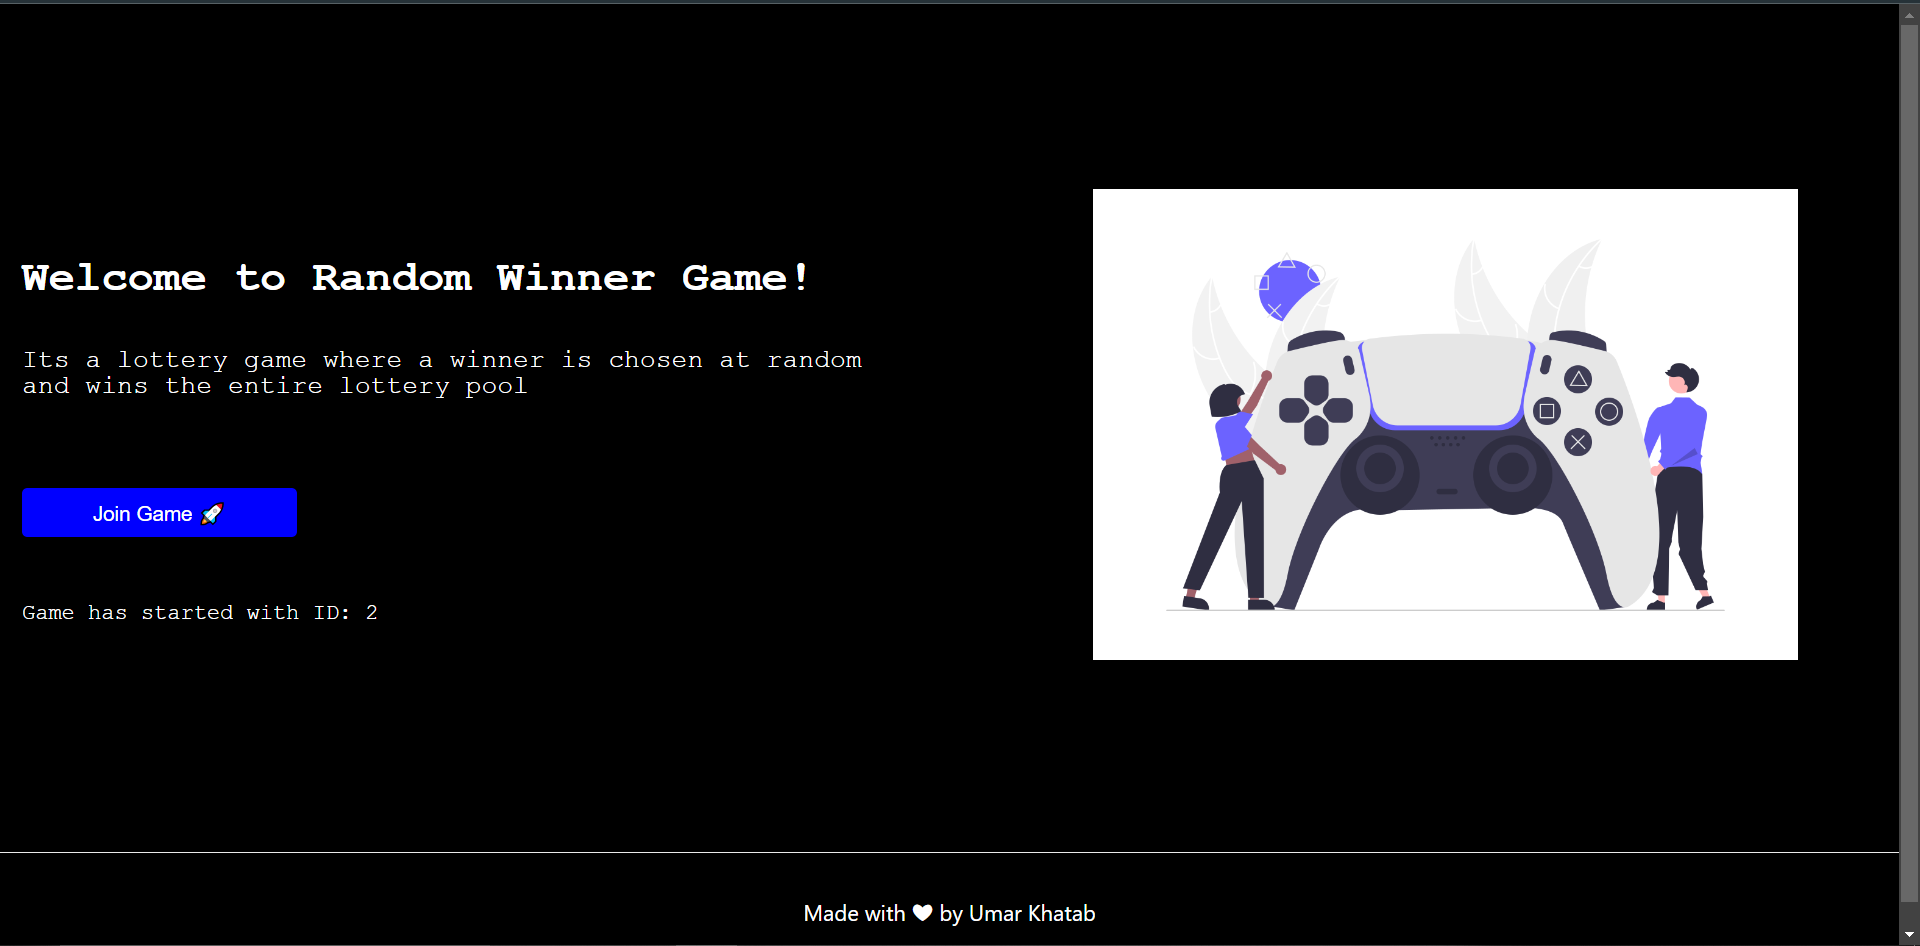 Welcome to Random Winner Game!
Its a lottery game where a winner is chosen at random
and wins the entire lottery pool
Join Game 🚀
Game has started with ID: 2
Made with ❤ by Umar Khatab